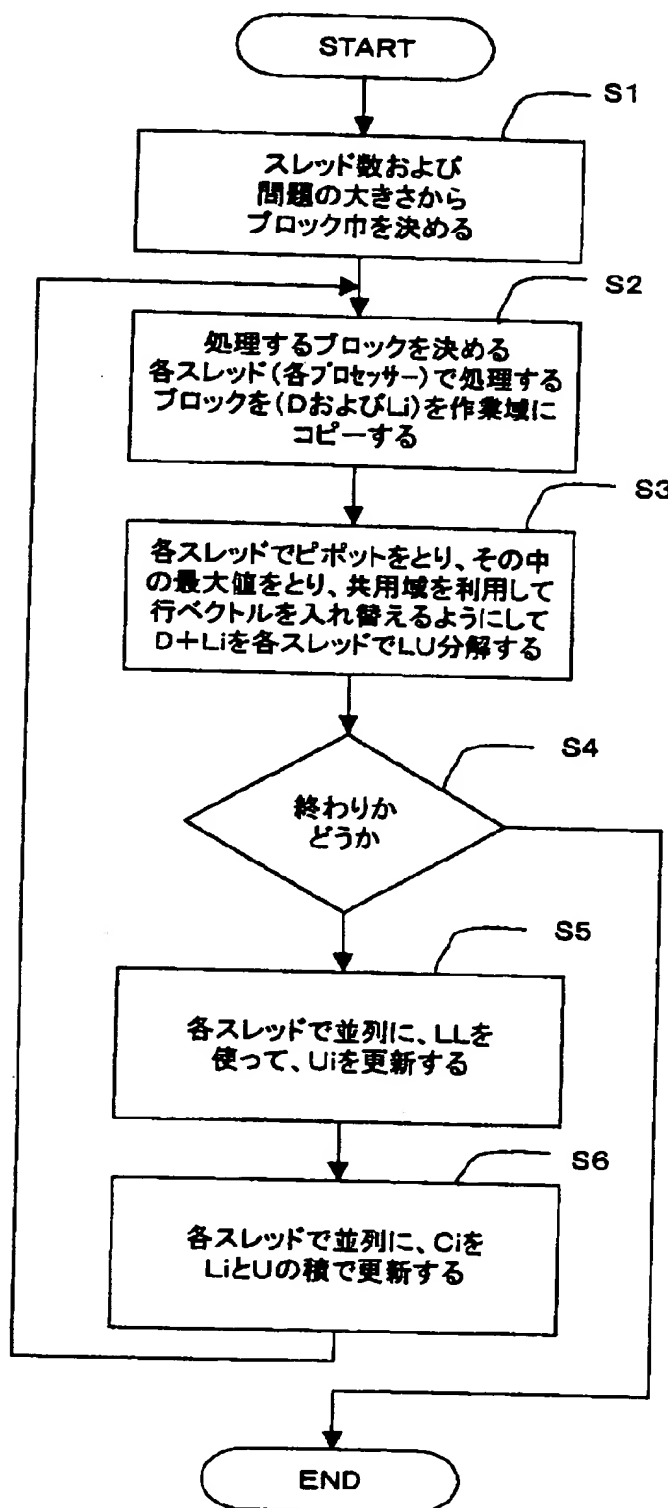 START
S1
スレッド数および
問題の大きさから
ブロック巾を決める
S2
処理するブロックを決める
各スレッド(各プロセッサー)で処理する
ブロックを(DおよびLi)を作業域に
コピーする
S3
各スレッドでピボットをとり、その中
の最大値をとり、共用域を利用して
行ベクトルを入れ替えるようにして
D+Liを各スレッドでLU分解する
S4
終わりか
どうか
S5
各スレッドで並列に、LLを
使って、Uiを更新する
S6
各スレッドで並列に、Ciを
LiとUの積で更新する
END